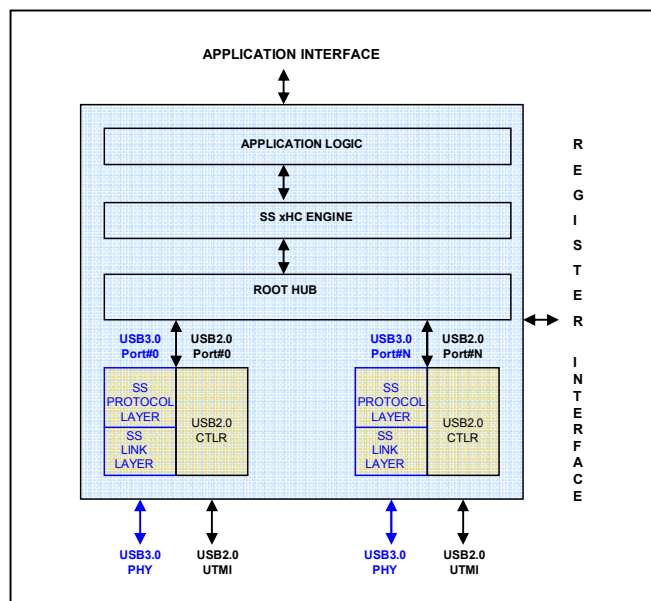 APPLICATION INTERFACE
APPLICATION LOGIC
SS xHC ENGINE
ROOT HUB
USB3.0
Port#0
USB2.0
Port#0
USB3.0
Port#N
USB2.0
Port#N
SS
PROTOCOL
LAYER
SS
LINK
LAYER
USB2.0
CTLR
SS
PROTOCOL
LAYER
SS
LINK
LAYER
USB2.0
CTLR
USB3.0
PHY
USB2.0
UTMI
USB3.0
PHY
USB2.0
UTMI
REGISTER INTERFACE